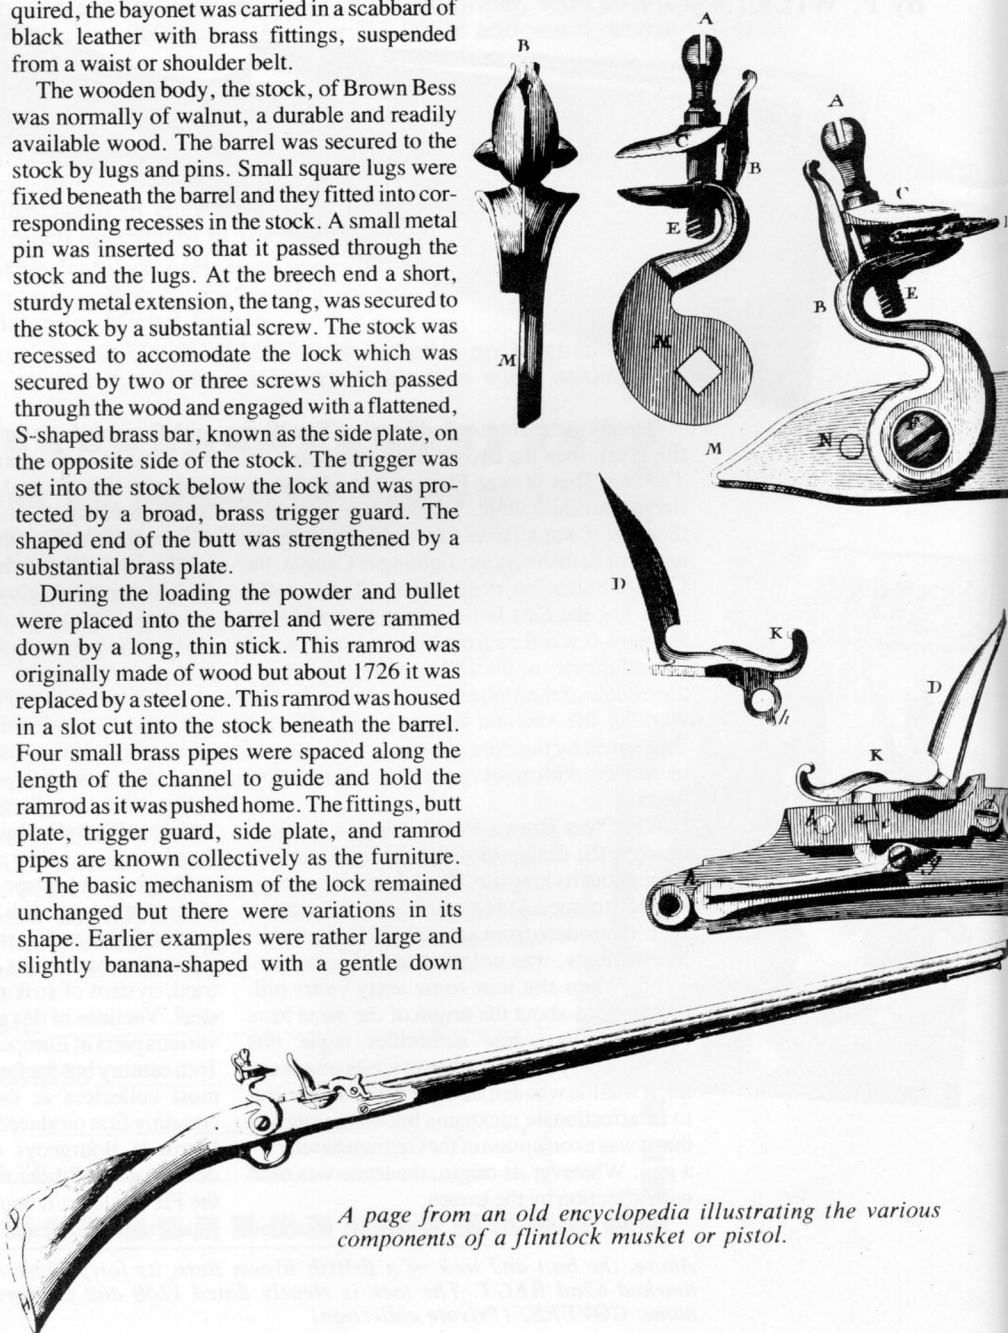 quired, the bayonet was carried in a scabbard of
black leather with brass fittings, suspended
from a waist or shoulder belt.
The wooden body, the stock, of Brown Bess
was normally of walnut, a durable and readily
available wood. The barrel was secured to the
stock by lugs and pins. Small square lugs were
fixed beneath the barrel and they fitted into cor-
responding recesses in the stock. A small metal
pin was inserted so that it passed through the
stock and the lugs. At the breech end a short,
sturdy metal extension, the tang, was secured to
the stock by a substantial screw. The stock was
recessed to accomodate the lock which was
secured by two or three screws which passed
through the wood and engaged with a flattened,
S-shaped brass bar, known as the side plate, on
the opposite side of the stock. The trigger was
set into the stock below the lock and was pro-
tected by a broad, brass trigger guard. The
shaped end of the butt was strengthened by a
substantial brass plate.
During the loading the powder and bullet
were placed into the barrel and were rammed
down by a long, thin stick. This ramrod was
originally made of wood but about 1726 it was
replaced by a steel one. This ramrod was housed
in a slot cut into the stock beneath the barrel.
Four small brass pipes were spaced along the
length of the channel to guide and hold the
ramrod as it was pushed home. The fittings, butt
plate, trigger guard, side plate, and ramrod
pipes are known collectively as the furniture.
The basic mechanism of the lock remained
unchanged but there were variations in its
shape. Earlier examples were rather large and
slightly banana-shaped with a gentle down
B
M
A
C
B
E
M
A
C
E
B
F
N
M
D
K
h
D
K
h
a
c
g
A page from an old encyclopedia illustrating the various
components of a flintlock musket or pistol.